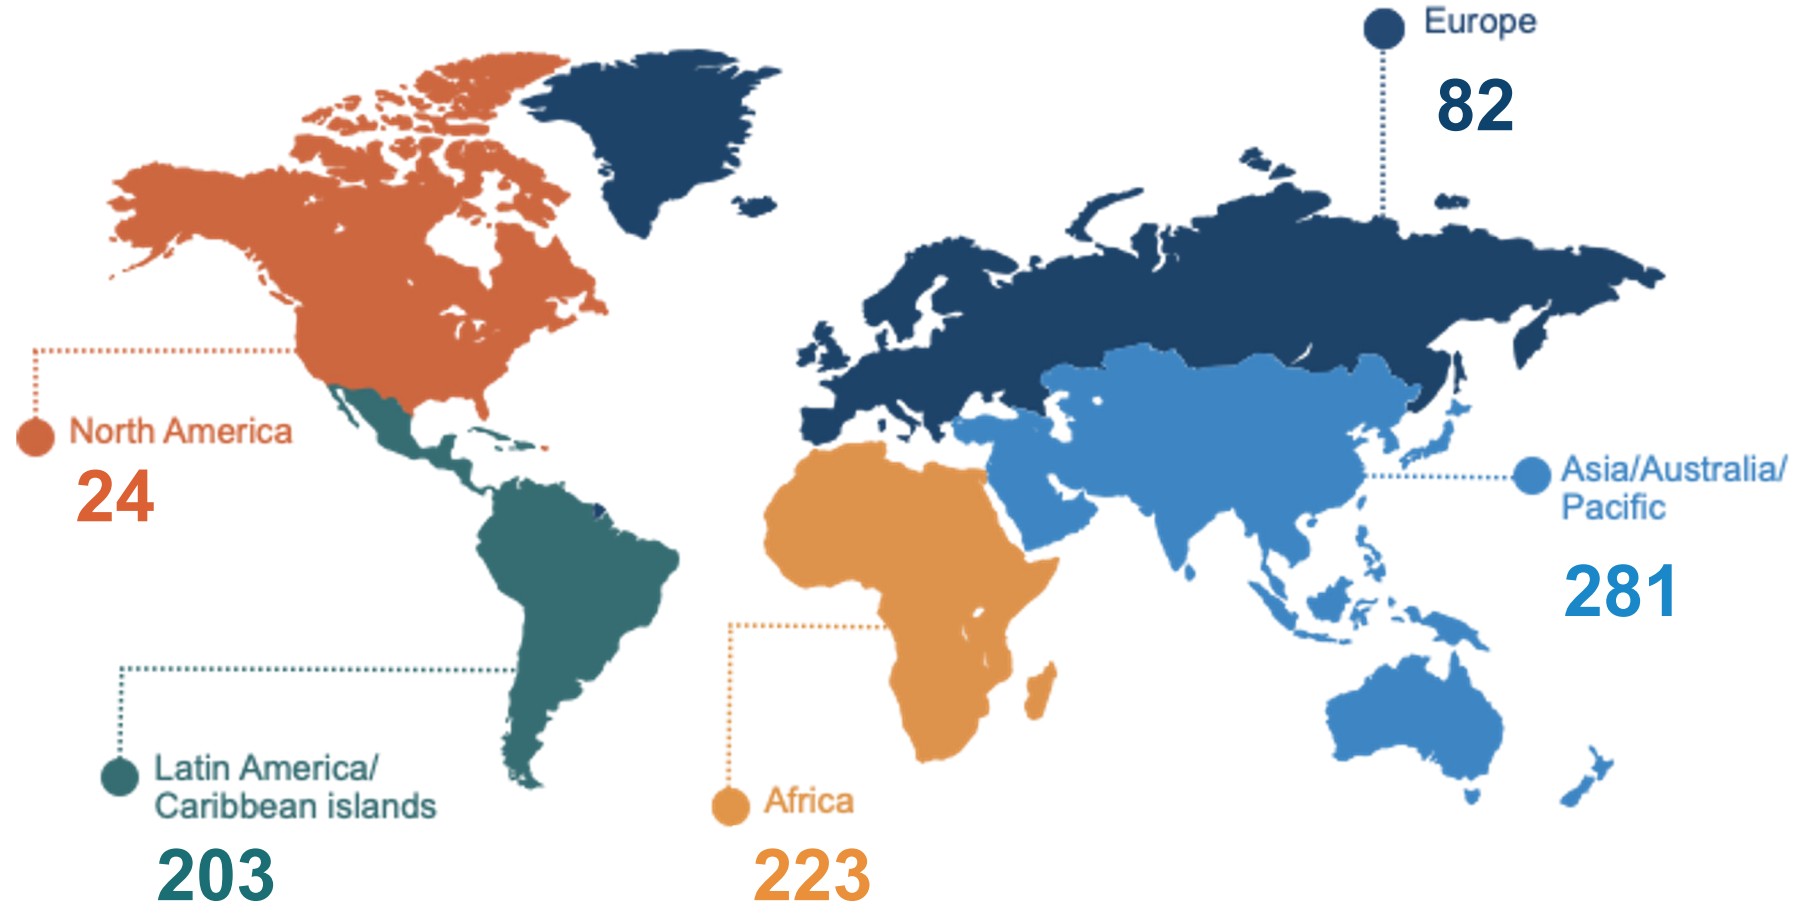 Europe
82
North America
24
Asia/Australia/
Pacific
281
Latin America/
Caribbean islands
203
Africa
223